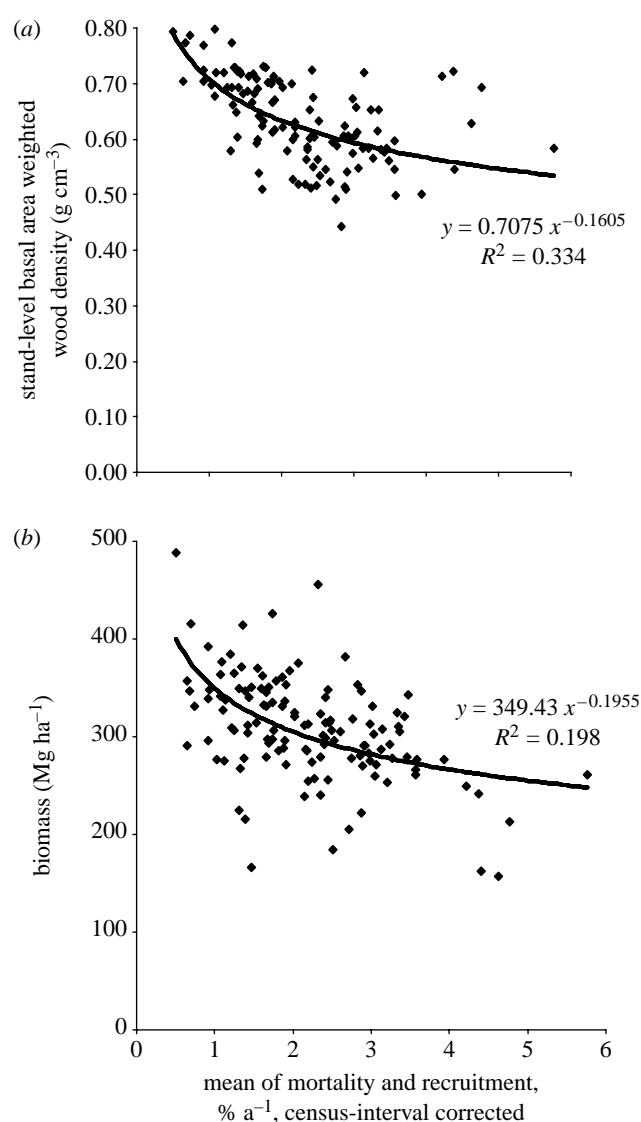 (a)
0.80
0.70
0.60
0.50
0.40
0.30
0.20
0.10
0.00
stand-level basal area weighted
wood density (g cm⁻³)
y = 0.7075 x⁻⁰·¹⁶⁰⁵
R² = 0.334
(b)
500
400
300
200
100
0
biomass (Mg ha⁻¹)
y = 349.43 x⁻⁰·¹⁹⁵⁵
R² = 0.198
0 1 2 3 4 5 6
mean of mortality and recruitment,
% a⁻¹, census-interval corrected